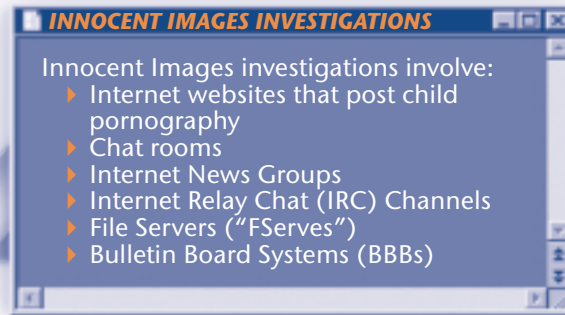 INNOCENT IMAGES INVESTIGATIONS
Innocent Images investigations involve:
Internet websites that post child
pornography
Chat rooms
Internet News Groups
Internet Relay Chat (IRC) Channels
File Servers (“FServes”)
Bulletin Board Systems (BBBs)